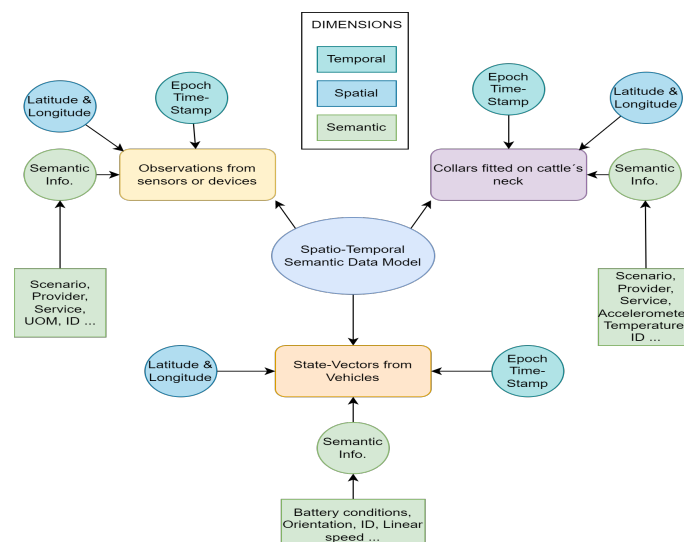 DIMENSIONS
Temporal
Spatial
Semantic
Latitude &
Longitude
Epoch
Time-
Stamp
Semantic
Info.
Observations from
sensors or devices
Scenario,
Provider,
Service,
UOM, ID ...
Epoch
Time-
Stamp
Latitude &
Longitude
Collars fitted on cattle´s
neck
Semantic
Info.
Scenario,
Provider,
Service,
Acceleromete
Temperature
ID ...
Spatio-Temporal
Semantic Data Model
Latitude &
Longitude
State-Vectors from
Vehicles
Epoch
Time-
Stamp
Semantic
Info.
Battery conditions,
Orientation, ID, Linear
speed ...